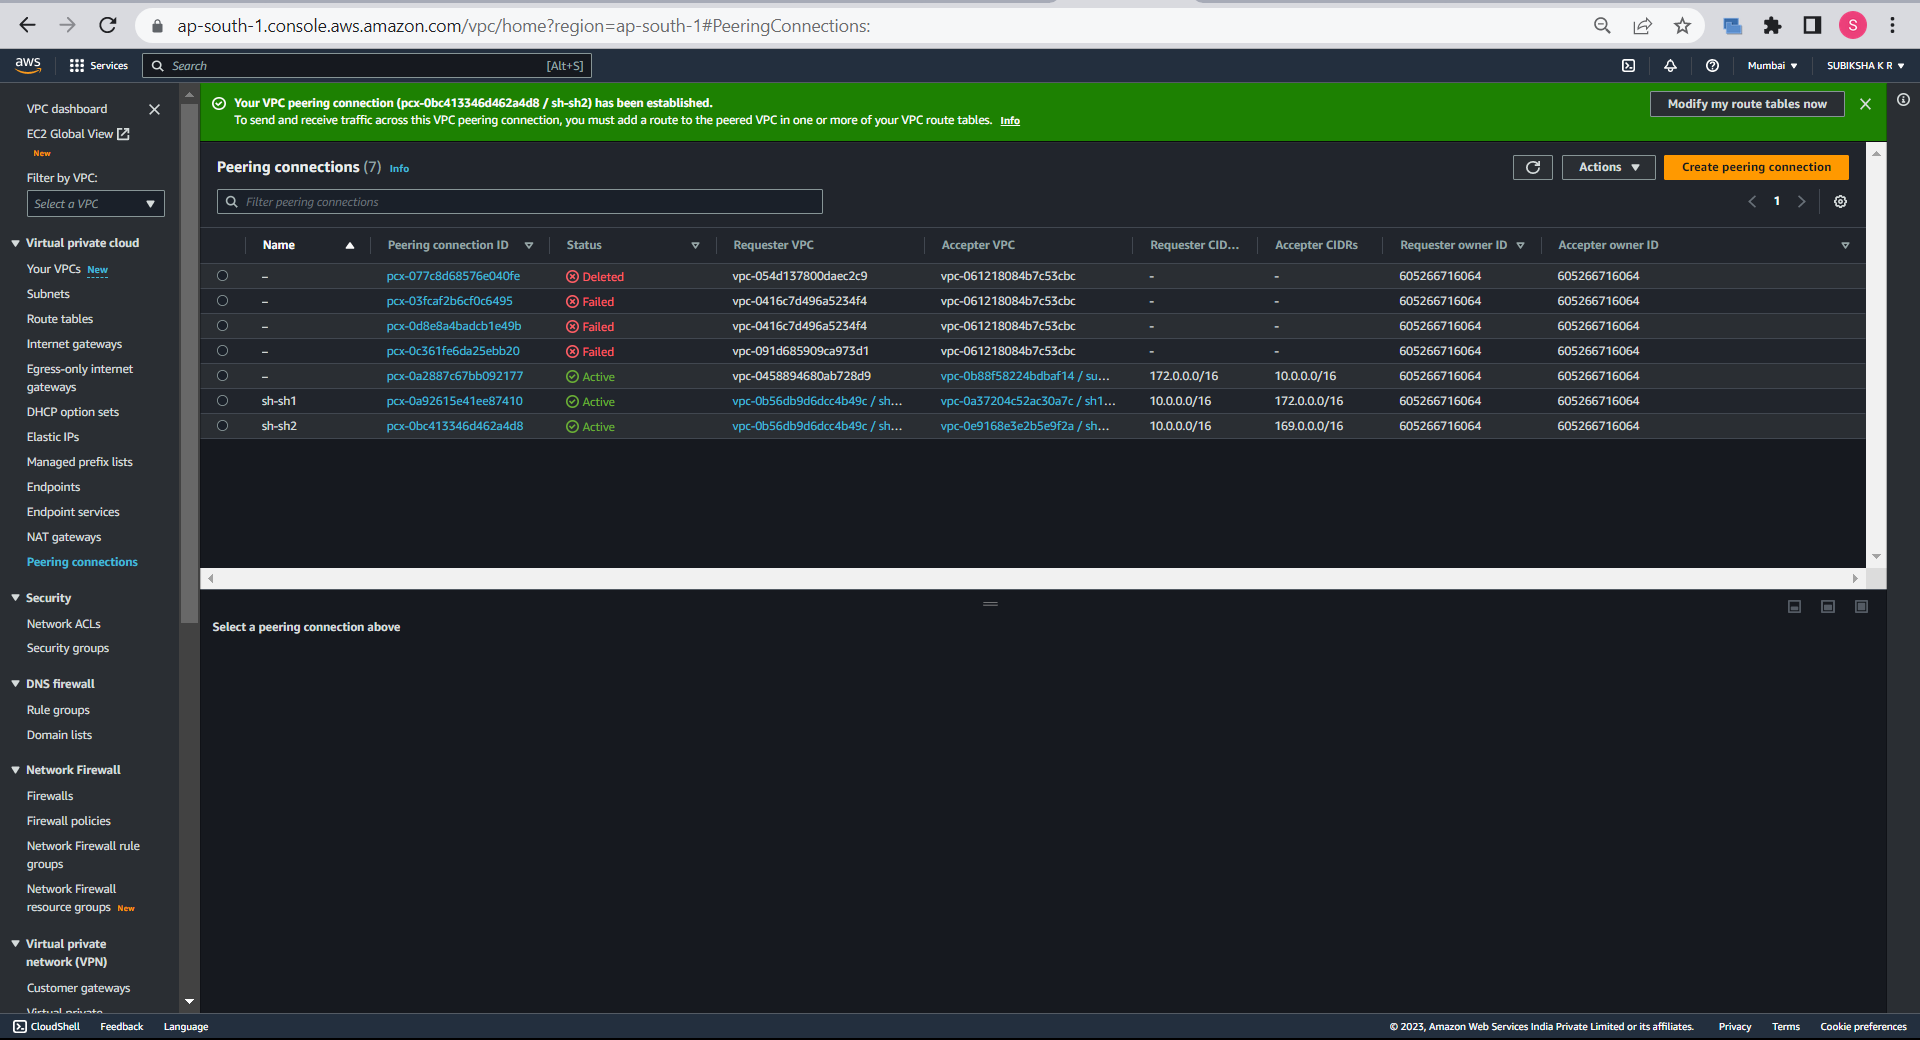 ap-south-1.console.aws.amazon.com/vpc/home?region=ap-south-1#PeeringConnections:
S
aws
Services
Search
[Alt+S]
Mumbai
SUBIKSHA K R
VPC dashboard
EC2 Global View
New
Filter by VPC:
Select a VPC
Virtual private cloud
Your VPCs New
Subnets
Route tables
Internet gateways
Egress-only internet
gateways
DHCP option sets
Elastic IPs
Managed prefix lists
Endpoints
Endpoint services
NAT gateways
Peering connections
Security
Network ACLs
Security groups
DNS firewall
Rule groups
Domain lists
Network Firewall
Firewalls
Firewall policies
Network Firewall rule
groups
Network Firewall
resource groups New
Virtual private
network (VPN)
Customer gateways
Virtual private
Your VPC peering connection (pcx-0bc413346d462a4d8 / sh-sh2) has been established.
To send and receive traffic across this VPC peering connection, you must add a route to the peered VPC in one or more of your VPC route tables. Info
Modify my route tables now
Peering connections (7) Info
Actions
Create peering connection
Filter peering connections
1
Name Peering connection ID Status Requester VPC Accepter VPC Requester CID... Accepter CIDRs Requester owner ID Accepter owner ID
– pcx-077c8d68576e040fe Deleted vpc-054d137800daec2c9 vpc-061218084b7c53cbc - - 605266716064 605266716064
– pcx-03fcaf2b6cf0c6495 Failed vpc-0416c7d496a5234f4 vpc-061218084b7c53cbc - - 605266716064 605266716064
– pcx-0d8e8a4badcb1e49b Failed vpc-0416c7d496a5234f4 vpc-061218084b7c53cbc - - 605266716064 605266716064
– pcx-0c361fe6da25ebb20 Failed vpc-091d685909ca973d1 vpc-061218084b7c53cbc - - 605266716064 605266716064
– pcx-0a2887c67bb092177 Active vpc-0458894680ab728d9 vpc-0b88f58224bdbaf14 / su... 172.0.0.0/16 10.0.0.0/16 605266716064 605266716064
sh-sh1 pcx-0a92615e41ee87410 Active vpc-0b56db9d6dcc4b49c / sh... vpc-0a37204c52ac30a7c / sh1... 10.0.0.0/16 172.0.0.0/16 605266716064 605266716064
sh-sh2 pcx-0bc413346d462a4d8 Active vpc-0b56db9d6dcc4b49c / sh... vpc-0e9168e3e2b5e9f2a / sh... 10.0.0.0/16 169.0.0.0/16 605266716064 605266716064
Select a peering connection above
CloudShell
Feedback
Language
© 2023, Amazon Web Services India Private Limited or its affiliates.
Privacy
Terms
Cookie preferences